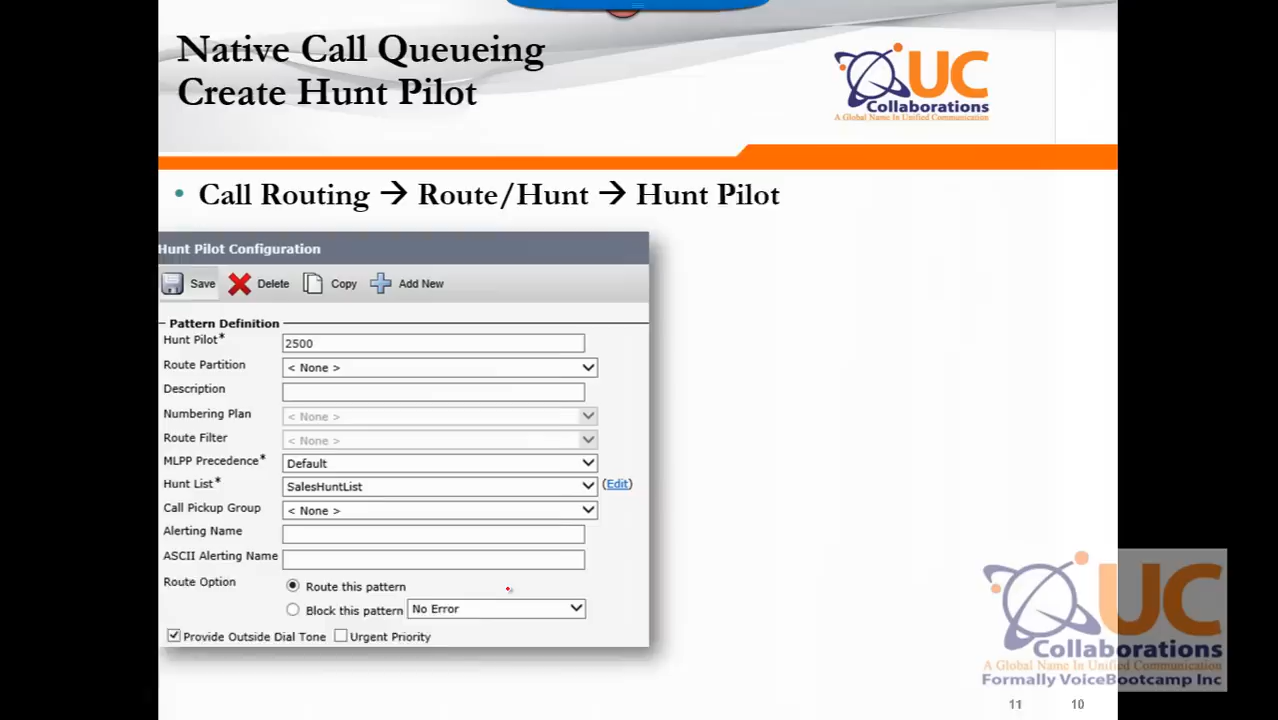 Native Call Queueing
Create Hunt Pilot
UC
Collaborations
A Global Name In Unified Communication
• Call Routing → Route/Hunt → Hunt Pilot
Hunt Pilot Configuration
Save Delete Copy Add New
Pattern Definition
Hunt Pilot* 2500
Route Partition < None >
Description
Numbering Plan < None >
Route Filter < None >
MLPP Precedence* Default
Hunt List* SalesHuntList (Edit)
Call Pickup Group < None >
Alerting Name
ASCII Alerting Name
Route Option Route this pattern
Block this pattern No Error
Provide Outside Dial Tone Urgent Priority
UC
Collaborations
A Global Name In Unified Communication
Formally VoiceBootcamp Inc
11 10